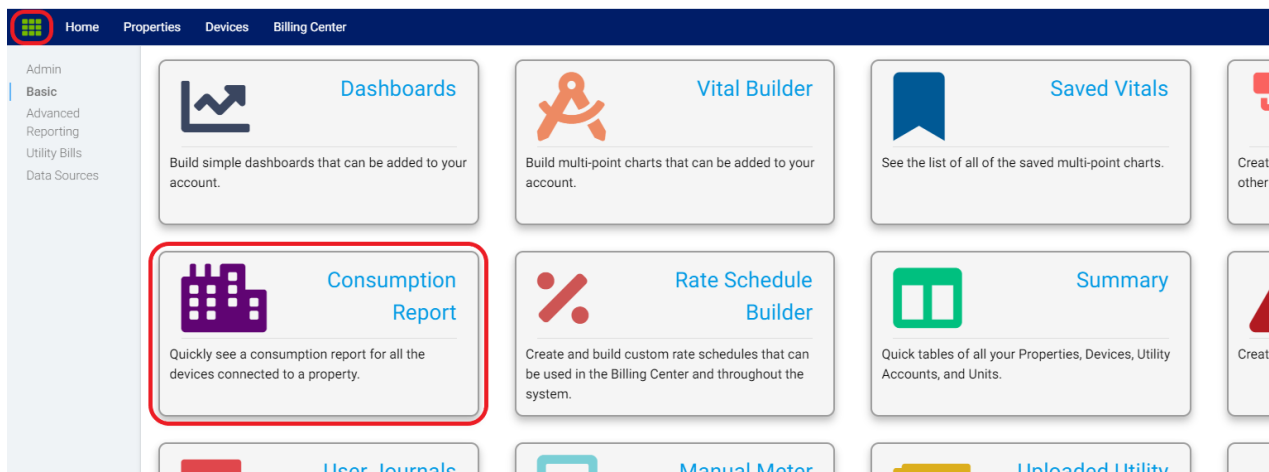 Home Properties Devices Billing Center
Admin
Basic
Advanced
Reporting
Utility Bills
Data Sources
Dashboards
Build simple dashboards that can be added to your
account.
Vital Builder
Build multi-point charts that can be added to your
account.
Saved Vitals
See the list of all of the saved multi-point charts.
Creat
other
Consumption
Report
Quickly see a consumption report for all the
devices connected to a property.
Rate Schedule
Builder
Create and build custom rate schedules that can
be used in the Billing Center and throughout the
system.
Summary
Quick tables of all your Properties, Devices, Utility
Accounts, and Units.
Creat
User Journals
Manual Meter
Uploaded Utility